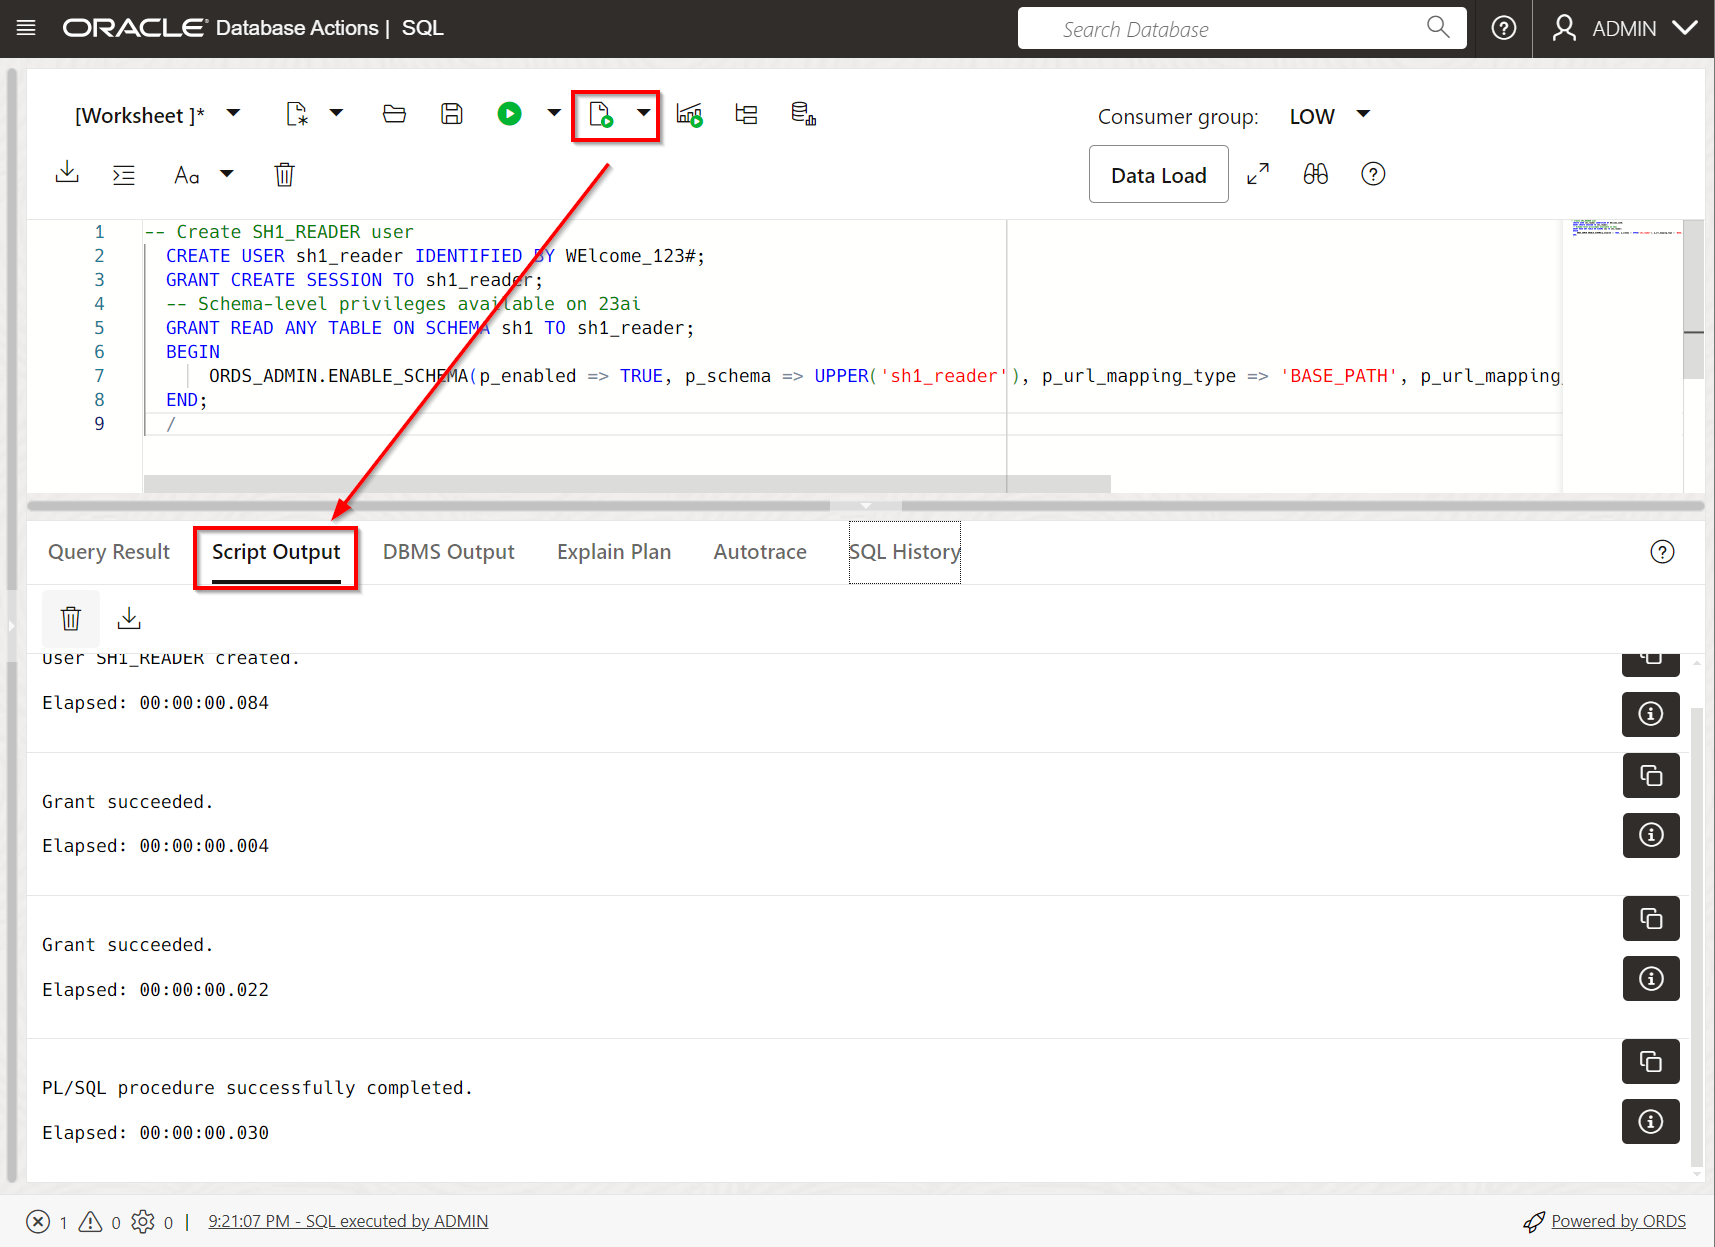 ORACLE Database Actions | SQL
Search Database
ADMIN
[Worksheet ]*
Consumer group: LOW
Aa
Data Load
1 -- Create SH1_READER user
2 CREATE USER sh1_reader IDENTIFIED BY WElcome_123#;
3 GRANT CREATE SESSION TO sh1_reader;
4 -- Schema-level privileges available on 23ai
5 GRANT READ ANY TABLE ON SCHEMA sh1 TO sh1_reader;
6 BEGIN
7 ORDS_ADMIN.ENABLE_SCHEMA(p_enabled => TRUE, p_schema => UPPER('sh1_reader'), p_url_mapping_type => 'BASE_PATH', p_url_mapping_
8 END;
9 /
Query Result
Script Output
DBMS Output
Explain Plan
Autotrace
SQL History
User SH1_READER created.
Elapsed: 00:00:00.084
Grant succeeded.
Elapsed: 00:00:00.004
Grant succeeded.
Elapsed: 00:00:00.022
PL/SQL procedure successfully completed.
Elapsed: 00:00:00.030
1 0 0 | 9:21:07 PM - SQL executed by ADMIN
Powered by ORDS